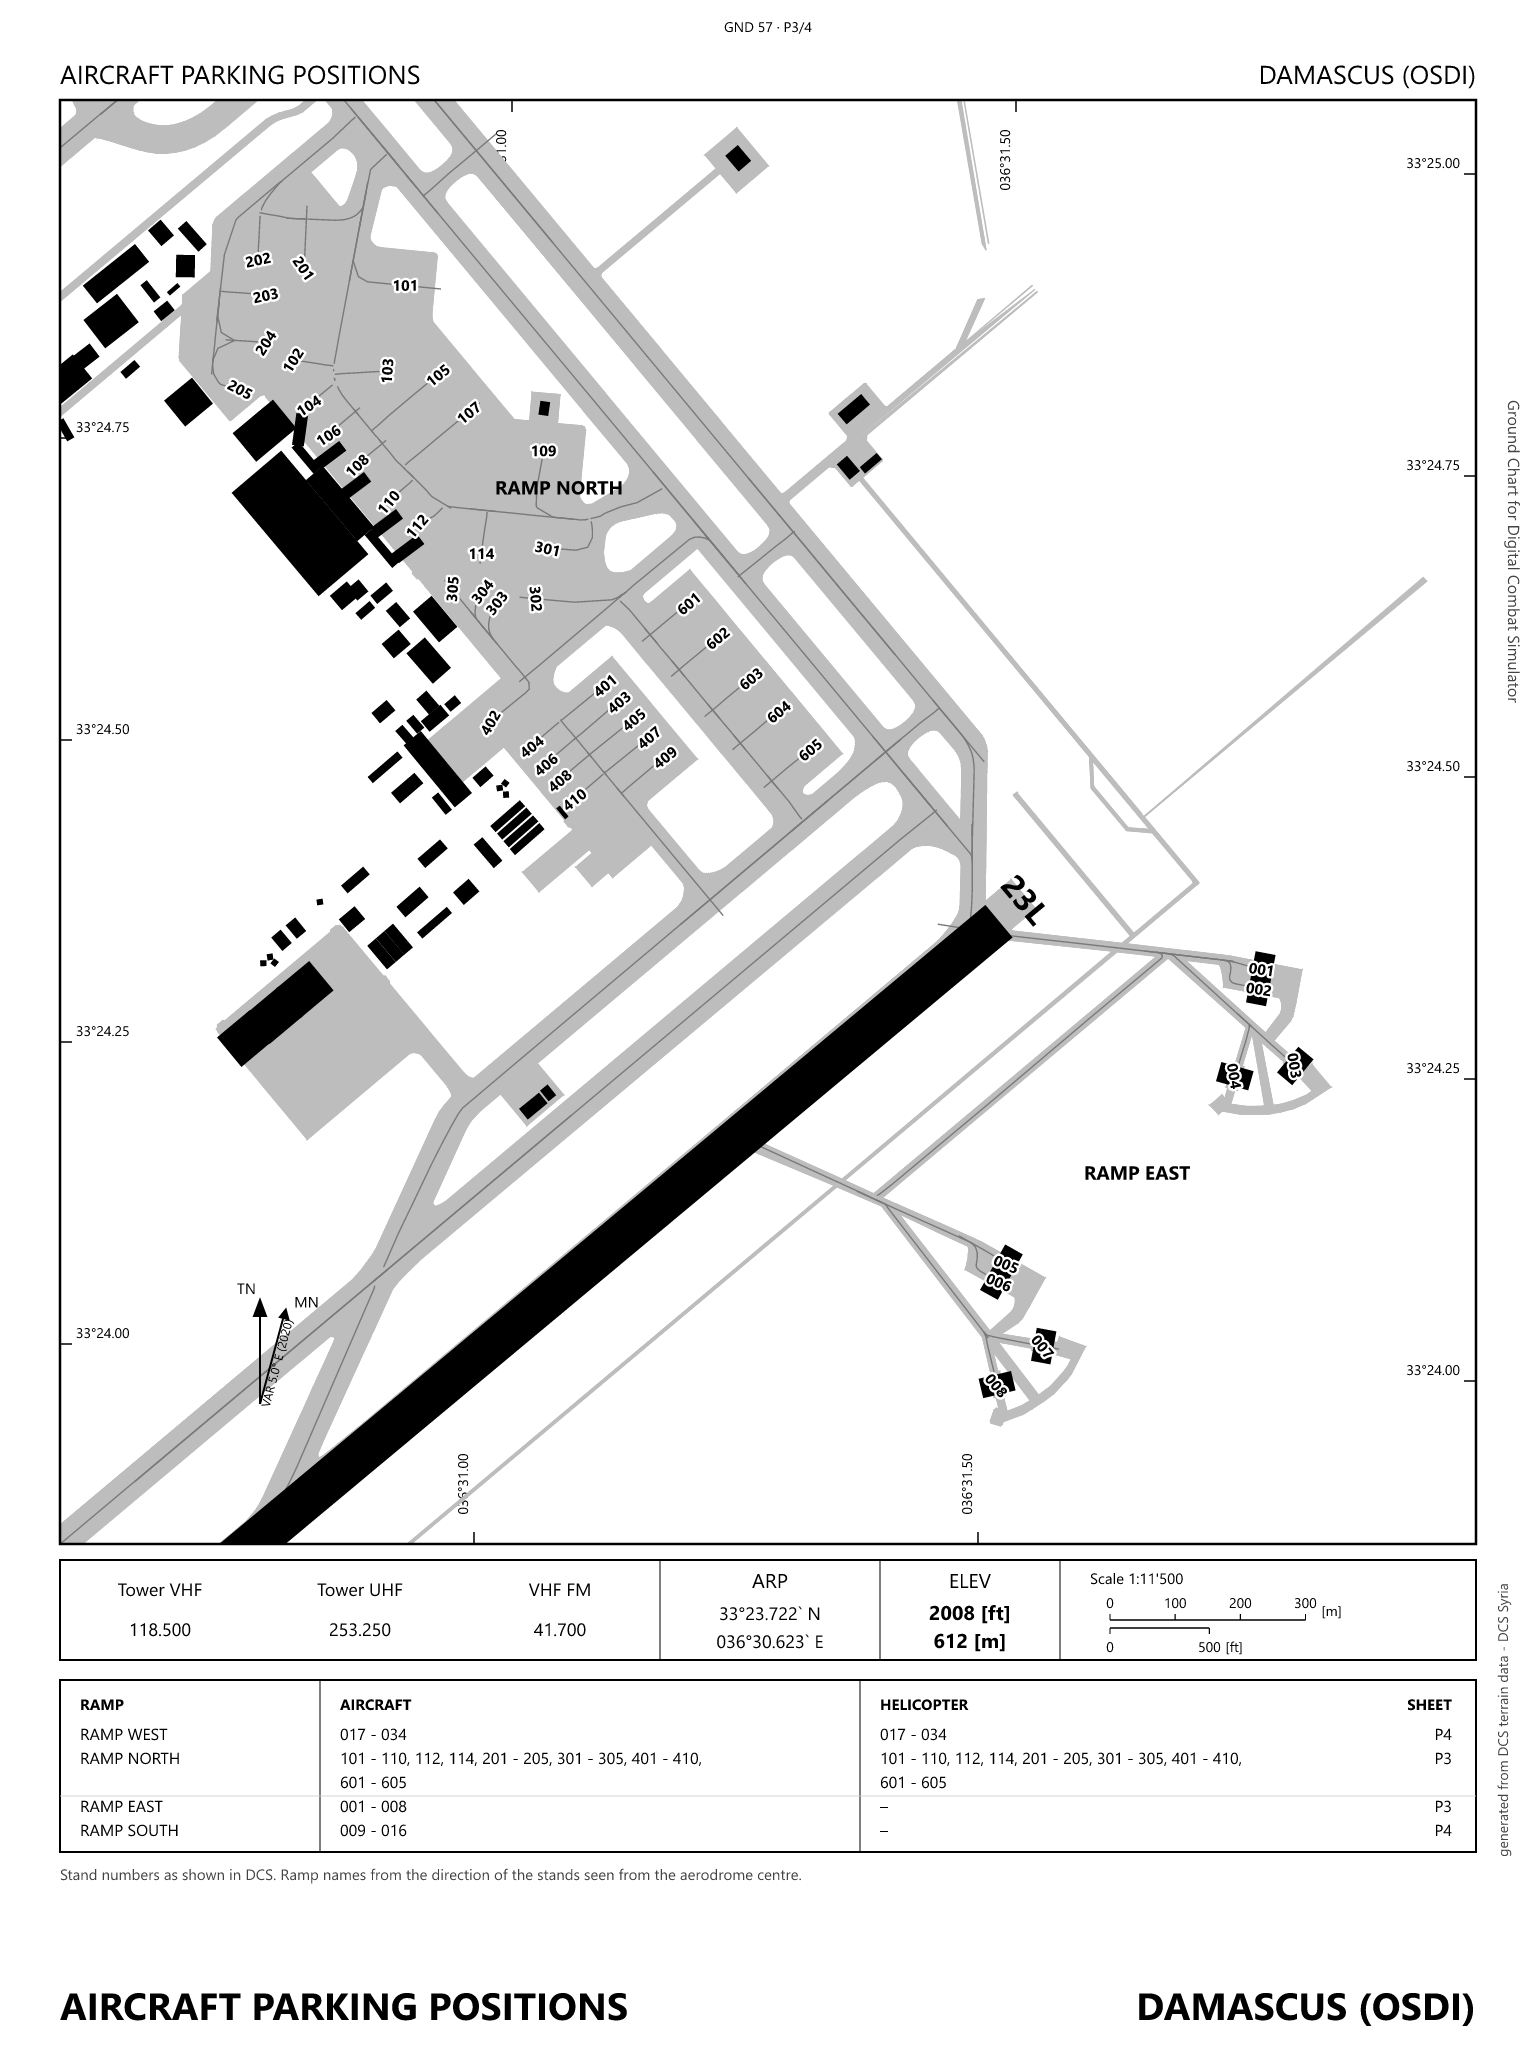 GND 57 · P3/4
AIRCRAFT PARKING POSITIONS
DAMASCUS (OSDI)
036°31.50
33°25.00
202
201
203
101
204
102
103
105
205
104
107
33°24.75
106
109
108
33°24.75
RAMP NORTH
110
112
114
301
305
304
303
302
601
602
603
401
403
604
402
405
33°24.50
404
407
605
406
409
33°24.50
408
410
23L
001
002
33°24.25
003
004
33°24.25
RAMP EAST
005
006
TN
MN
VAR 5.0° E (2020)
33°24.00
007
008
33°24.00
036°31.00
036°31.50
Ground Chart for Digital Combat Simulator
Tower VHF
118.500
Tower UHF
253.250
VHF FM
41.700
ARP
33°23.722` N
036°30.623` E
ELEV
2008 [ft]
612 [m]
Scale 1:11'500
0 100 200 300 [m]
0 500 [ft]
generated from DCS terrain data - DCS Syria
RAMP AIRCRAFT HELICOPTER SHEET
RAMP WEST 017 - 034 017 - 034 P4
RAMP NORTH 101 - 110, 112, 114, 201 - 205, 301 - 305, 401 - 410, 101 - 110, 112, 114, 201 - 205, 301 - 305, 401 - 410, P3
601 - 605 601 - 605
RAMP EAST 001 - 008 – P3
RAMP SOUTH 009 - 016 – P4
Stand numbers as shown in DCS. Ramp names from the direction of the stands seen from the aerodrome centre.
AIRCRAFT PARKING POSITIONS
DAMASCUS (OSDI)